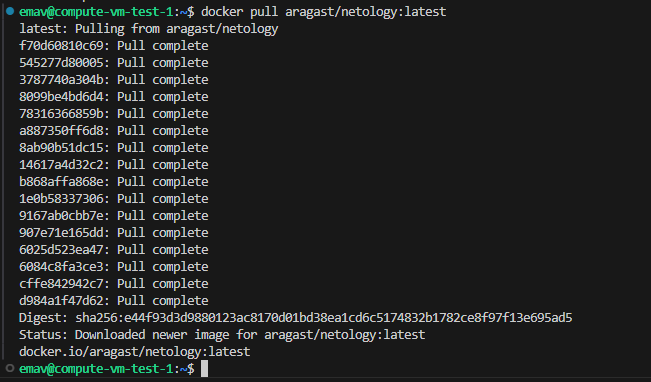 emav@compute-vm-test-1:~$ docker pull aragast/netology:latest
latest: Pulling from aragast/netology
f70d60810c69: Pull complete
545277d80005: Pull complete
3787740a304b: Pull complete
8099be4bd6d4: Pull complete
78316366859b: Pull complete
a887350ff6d8: Pull complete
8ab90b51dc15: Pull complete
14617a4d32c2: Pull complete
b868affa868e: Pull complete
1e0b58337306: Pull complete
9167ab0cbb7e: Pull complete
907e71e165dd: Pull complete
6025d523ea47: Pull complete
6084c8fa3ce3: Pull complete
cffe842942c7: Pull complete
d984a1f47d62: Pull complete
Digest: sha256:e44f93d3d9880123ac8170d01bd38ea1cd6c5174832b1782ce8f97f13e695ad5
Status: Downloaded newer image for aragast/netology:latest
docker.io/aragast/netology:latest
emav@compute-vm-test-1:~$